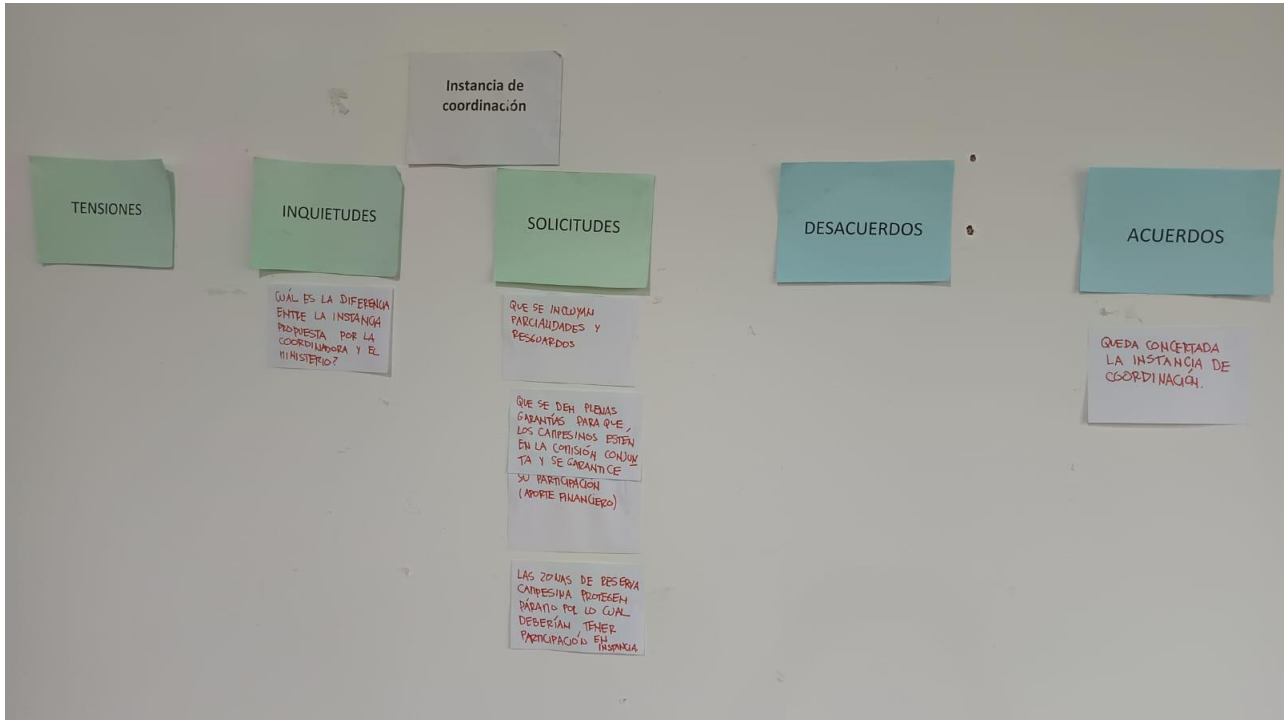 Instancia de
coordinación
TENSIONES
INQUIETUDES
CUÁL ES LA DIFERENCIA
ENTRE LA INSTANCIA
PROPUESTA POR LA
COORDINADORA Y EL
MINISTERIO?
SOLICITUDES
QUE SE INCLUYAN
PARCIALIDADES Y
RESGUARDOS
QUE SE DEN PLENAS
GARANTÍAS PARA QUE,
LOS CAMPESINOS ESTÉN
EN LA COMISIÓN CONJUN
TA Y SE GARANTICE
SU PARTICIPACIÓN
(APORTE FINANCIERO)
LAS ZONAS DE RESERVA
CAMPESINA PROTEGEN
PÁRAMO POR LO CUAL
DEBERÍAN TENER
PARTICIPACIÓN EN
INSTANCIA.
DESACUERDOS
ACUERDOS
QUEDA CONCERTADA
LA INSTANCIA DE
COORDINACIÓN.